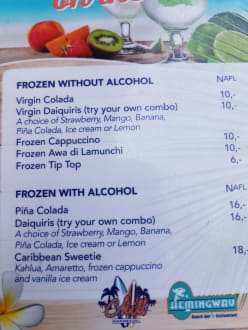 FROZEN WITHOUT ALCOHOL NAFL
Virgin Colada 10,-
Virgin Daiquiris (try your own combo) 10,-
A choice of Strawberry, Mango, Banana,
Piña Colada, Ice cream or Lemon
Frozen Cappuccino 10,-
Frozen Awa di Lamunchi 10,-
Frozen Tip Top 6,-
FROZEN WITH ALCOHOL NAFL
Piña Colada 16,-
Daiquiris (try your own combo) 16,-
A choice of Strawberry, Mango, Banana,
Piña Colada, Ice cream or Lemon
Caribbean Sweetie 18,-
Kahlua, Amaretto, frozen cappuccino
and vanilla ice cream
Chill
HEMINGWAY
Beach Bar & Restaurant